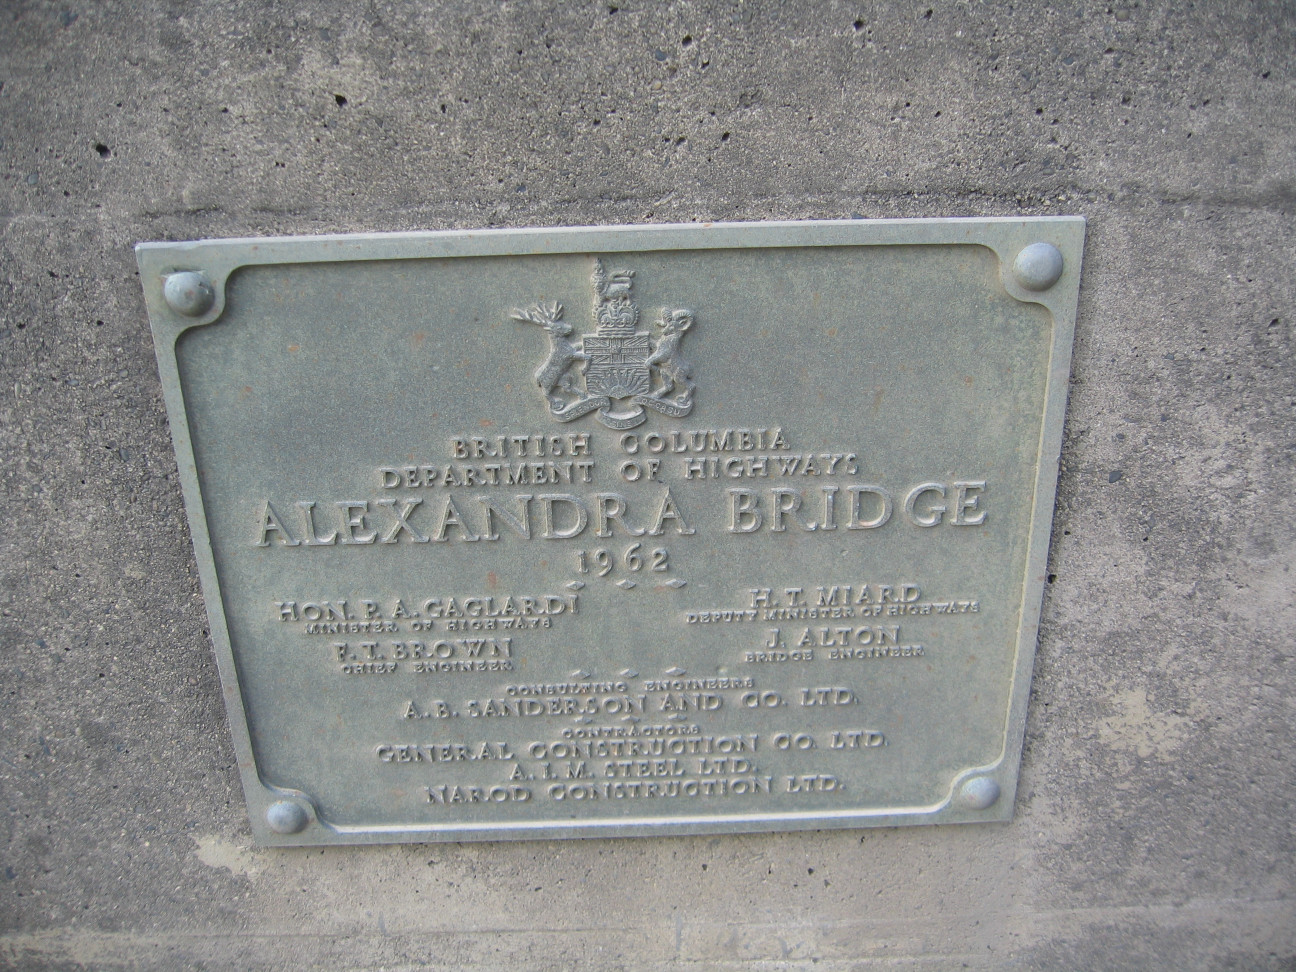 BRITISH COLUMBIA
DEPARTMENT OF HIGHWAYS
ALEXANDRA BRIDGE
1962
HON. P. A. GAGLARDI
MINISTER OF HIGHWAYS
H. T. MIARD
DEPUTY MINISTER OF HIGHWAYS
F. T. BROWN
CHIEF ENGINEER
J. ALTON
BRIDGE ENGINEER
CONSULTING ENGINEERS
A. B. SANDERSON AND CO. LTD.
CONTRACTORS
GENERAL CONSTRUCTION CO. LTD.
A. I. M. STEEL LTD.
NAROD CONSTRUCTION LTD.